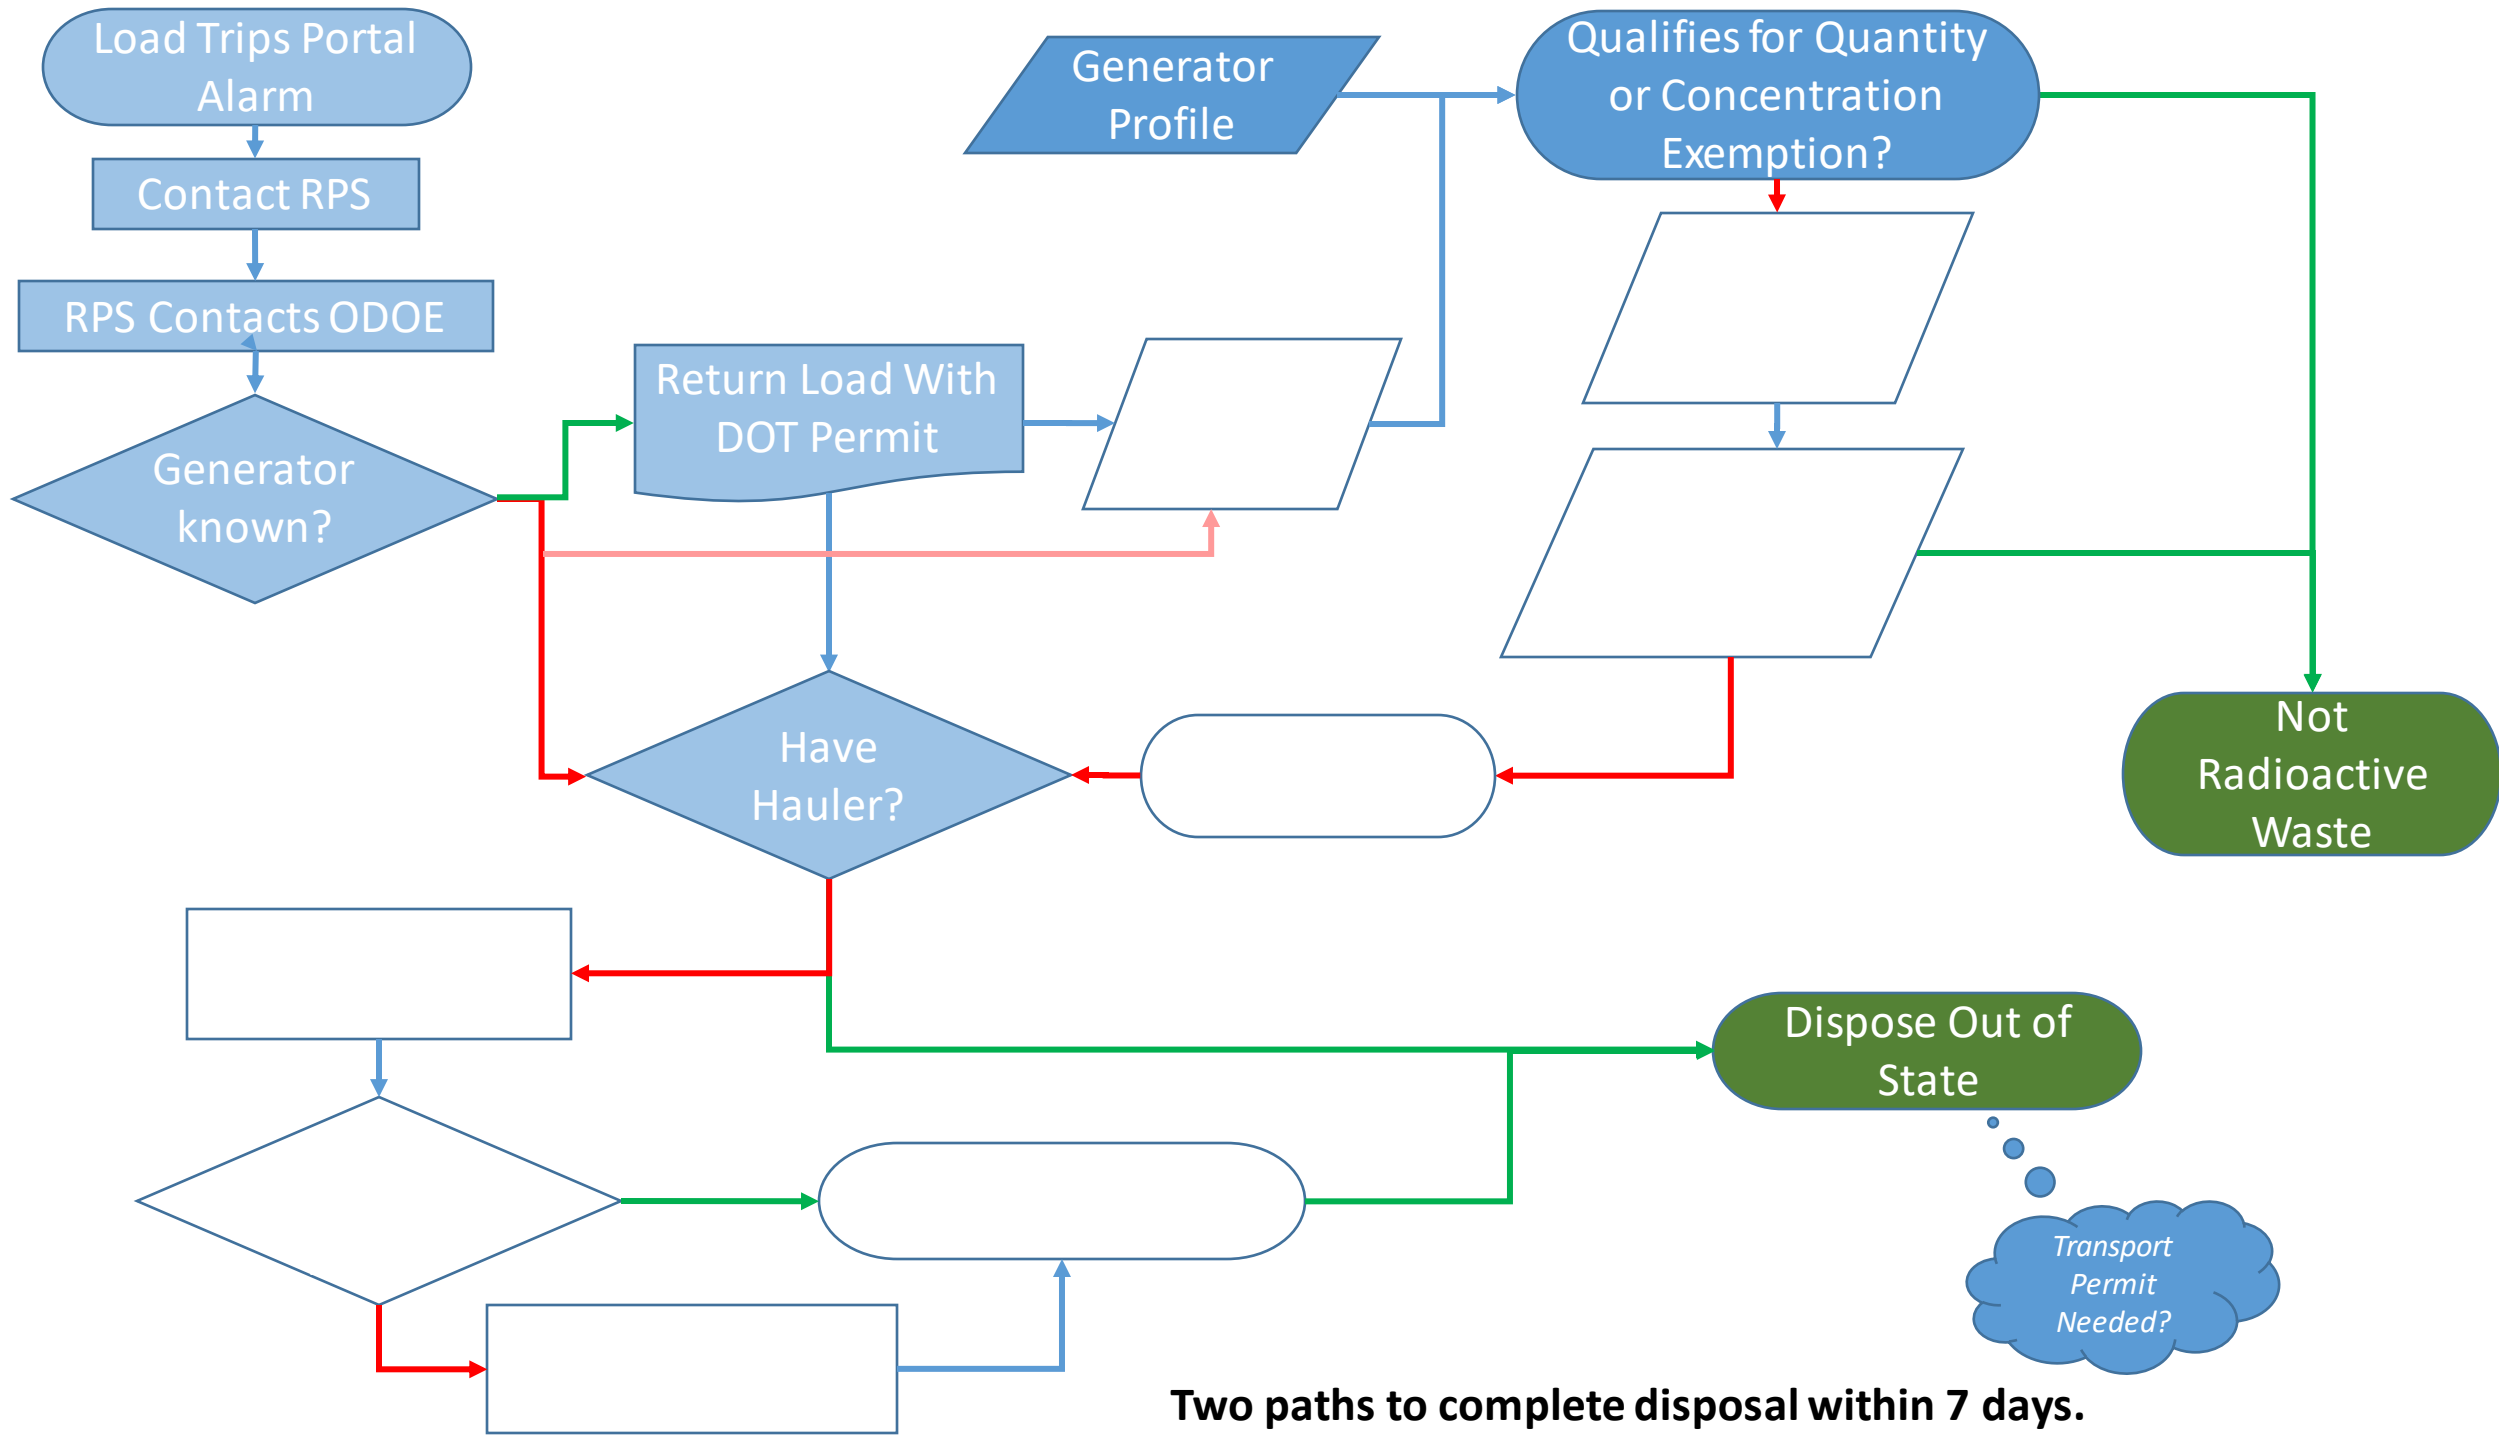 Load Trips Portal
Alarm
Contact RPS
RPS Contacts ODOE
Generator
known?
Return Load With
DOT Permit
Generator
Profile
Qualifies for Quantity
or Concentration
Exemption?
Have
Hauler?
Not
Radioactive
Waste
Dispose Out of
State
Transport
Permit
Needed?
Two paths to complete disposal within 7 days.